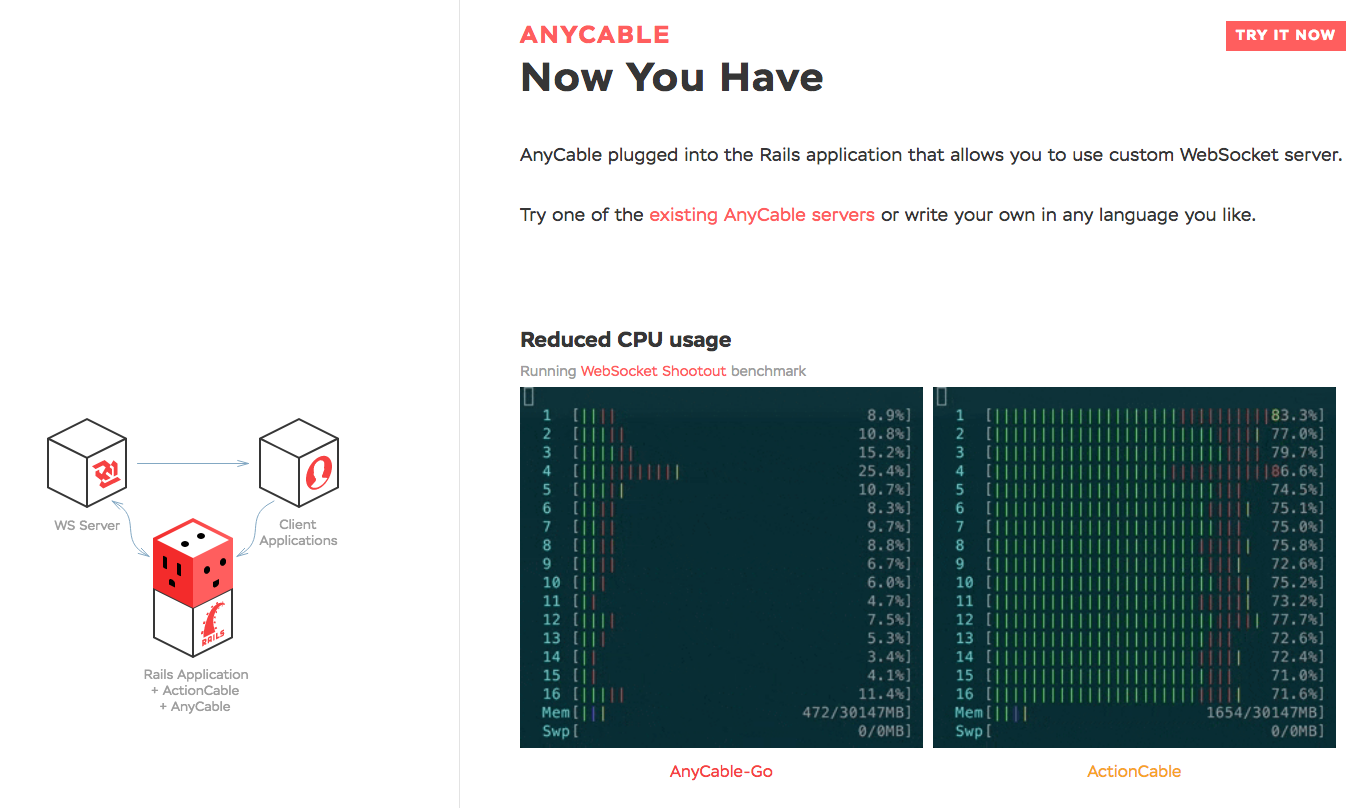 ANYCABLE
TRY IT NOW
Now You Have
AnyCable plugged into the Rails application that allows you to use custom WebSocket server.
Try one of the existing AnyCable servers or write your own in any language you like.
Reduced CPU usage
Running WebSocket Shootout benchmark
1 [||||| 8.9%]
2 [|||||| 10.8%]
3 [||||||| 15.2%]
4 [|||||||||||| 25.4%]
5 [|||||| 10.7%]
6 [||||| 8.3%]
7 [||||| 9.7%]
8 [||||| 8.8%]
9 [||||| 6.7%]
10 [|||| 6.0%]
11 [||| 4.7%]
12 [||||| 7.5%]
13 [|||| 5.3%]
14 [||| 3.4%]
15 [||| 4.1%]
16 [|||||| 11.4%]
Mem[||| 472/30147MB]
Swp[ 0/0MB]
AnyCable-Go
1 [ 83.3%]
2 [ 77.0%]
3 [ 79.7%]
4 [ 86.6%]
5 [ 74.5%]
6 [ 75.1%]
7 [ 75.0%]
8 [ 75.8%]
9 [ 72.6%]
10 [ 75.2%]
11 [ 73.2%]
12 [ 77.7%]
13 [ 72.6%]
14 [ 72.4%]
15 [ 71.0%]
16 [ 71.6%]
Mem[|||| 1654/30147MB]
Swp[ 0/0MB]
ActionCable
WS Server
Client
Applications
RAILS
Rails Application
+ ActionCable
+ AnyCable